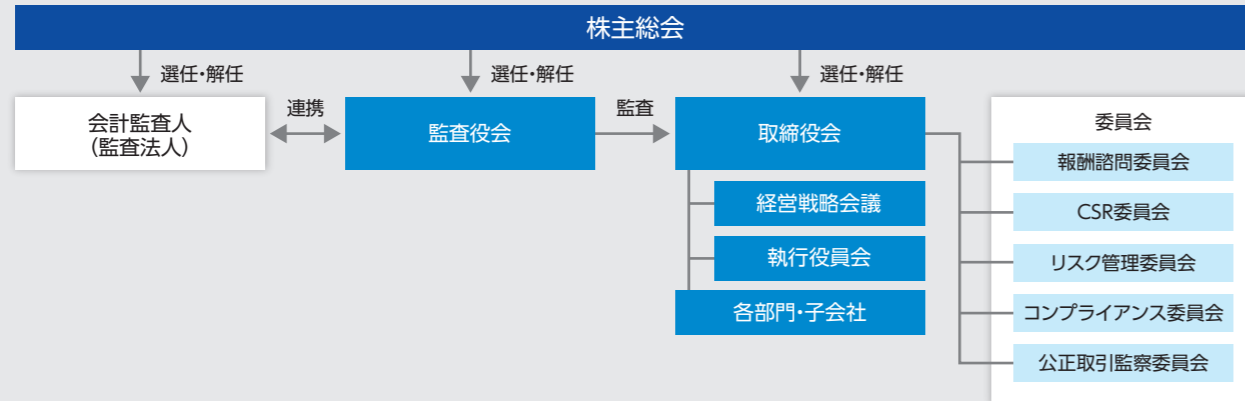 株主総会
選任・解任
選任・解任
選任・解任
会計監査人
（監査法人）
連携
監査役会
監査
取締役会
経営戦略会議
執行役員会
各部門・子会社
委員会
報酬諮問委員会
CSR委員会
リスク管理委員会
コンプライアンス委員会
公正取引監察委員会